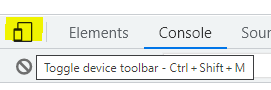 Elements Console Sour
Toggle device toolbar - Ctrl + Shift + M